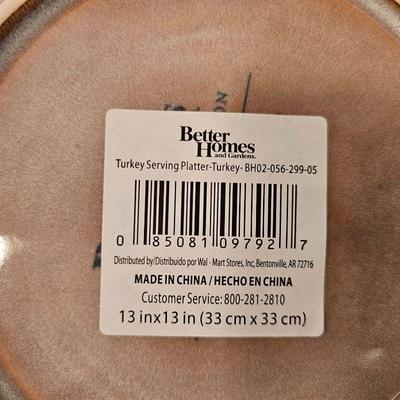 Better
Homes
and Gardens.
Turkey Serving Platter-Turkey- BH02-056-299-05
0 85081 09792 7
Distributed by/Distribuido por Wal - Mart Stores, Inc, Bentonville, AR 72716
MADE IN CHINA / HECHO EN CHINA
Customer Service: 800-281-2810
13 inx13 in (33 cm x 33 cm)